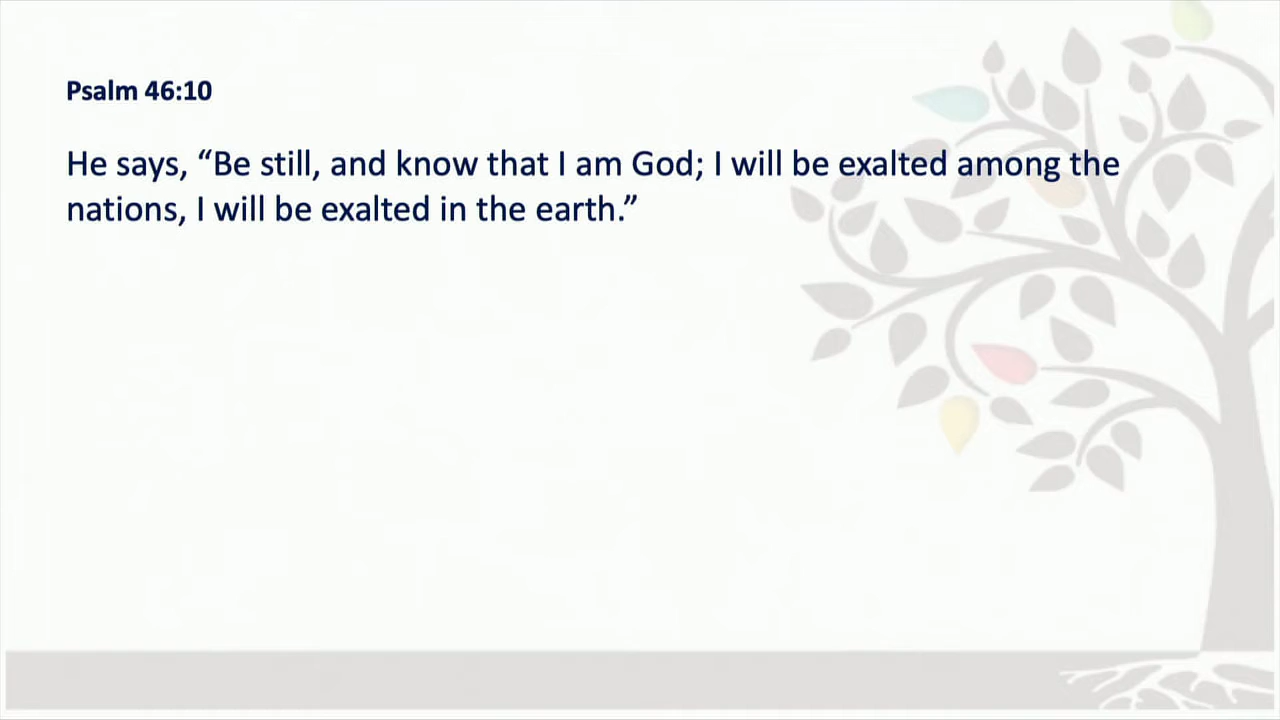 Psalm 46:10
He says, “Be still, and know that I am God; I will be exalted among the
nations, I will be exalted in the earth.”